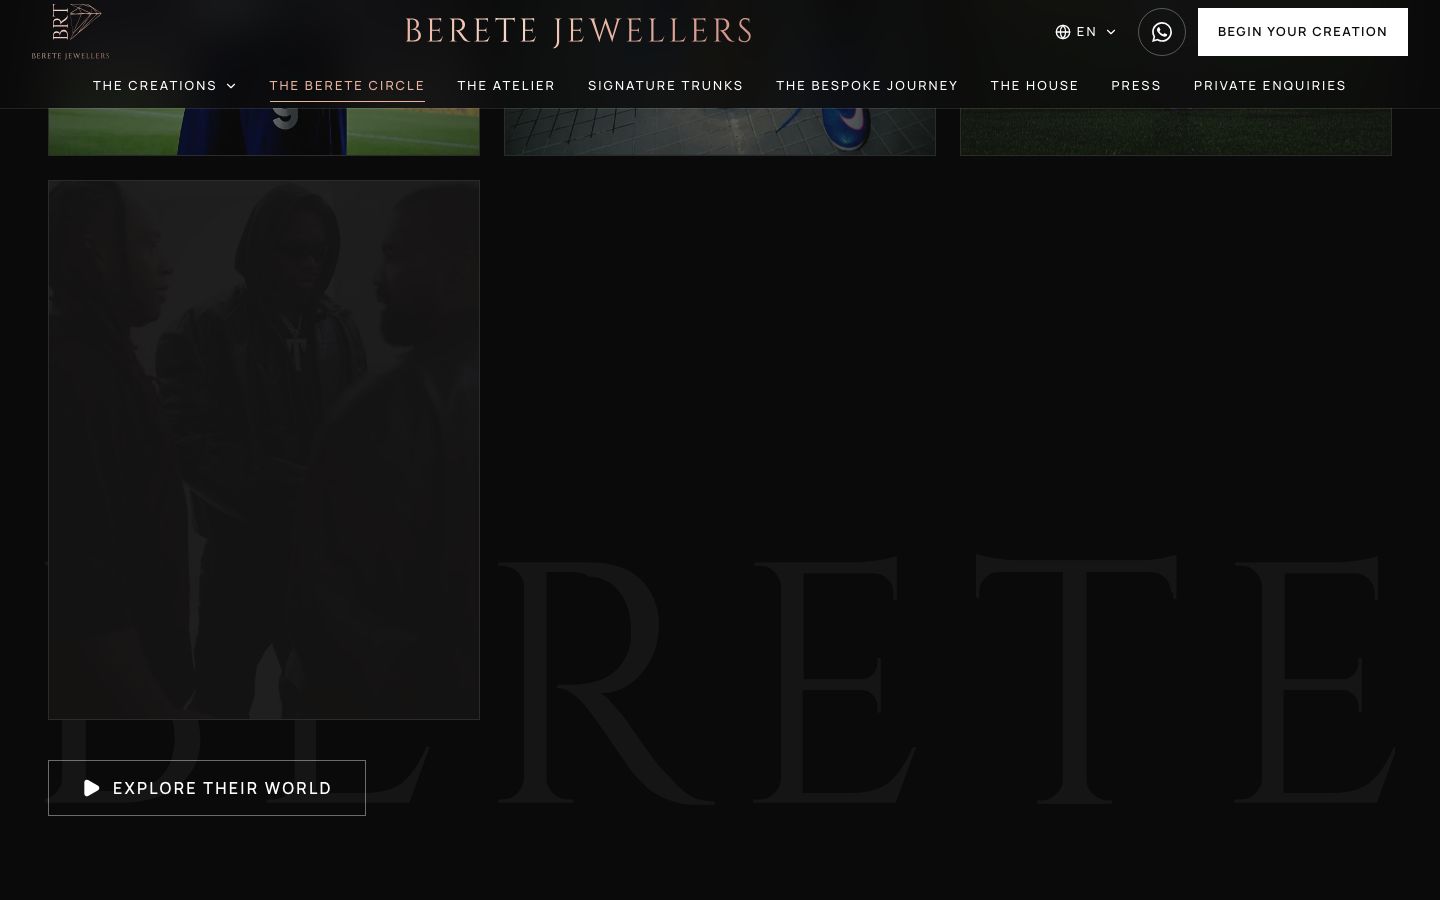 BRT
BERETE JEWELLERS
BERETE JEWELLERS
EN
BEGIN YOUR CREATION
THE CREATIONS
THE BERETE CIRCLE
THE ATELIER
SIGNATURE TRUNKS
THE BESPOKE JOURNEY
THE HOUSE
PRESS
PRIVATE ENQUIRIES
9
BERETE
EXPLORE THEIR WORLD